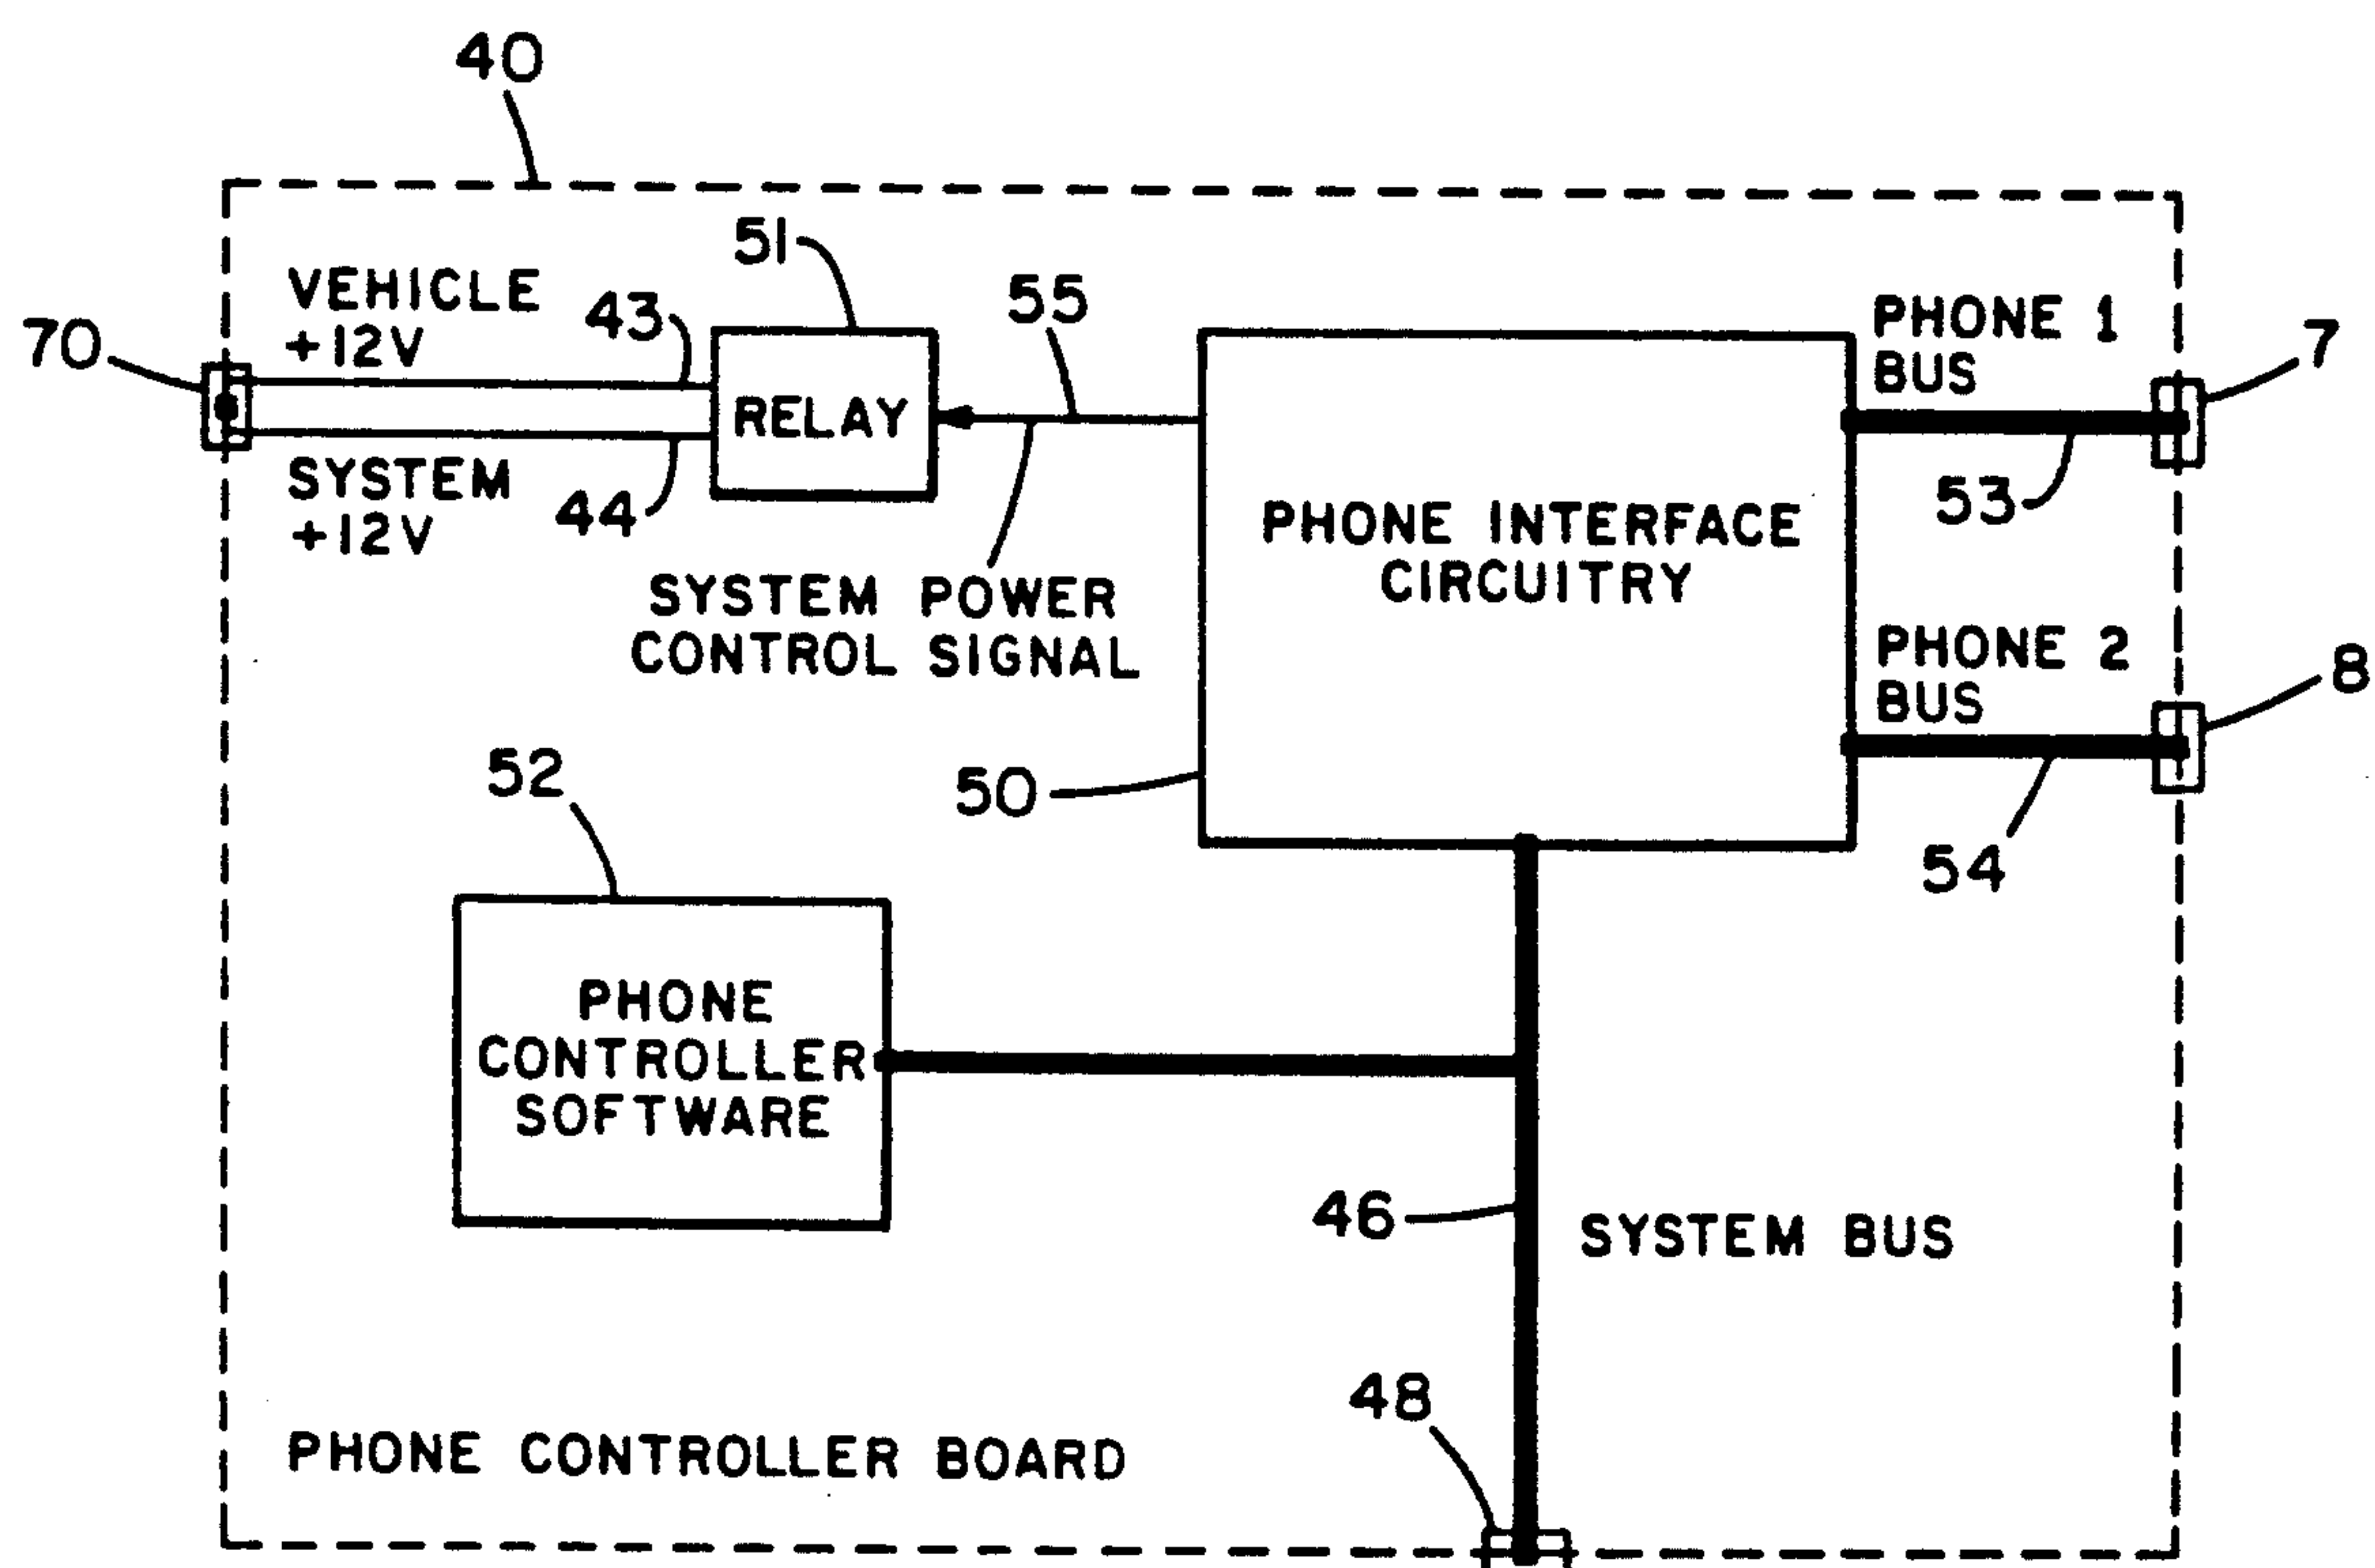 40
51
VEHICLE
+12V
43
55
PHONE 1
BUS
7
70
RELAY
SYSTEM
+12V
44
53
PHONE INTERFACE
CIRCUITRY
SYSTEM POWER
CONTROL SIGNAL
PHONE 2
BUS
8
52
50
54
PHONE
CONTROLLER
SOFTWARE
46
SYSTEM BUS
48
PHONE CONTROLLER BOARD